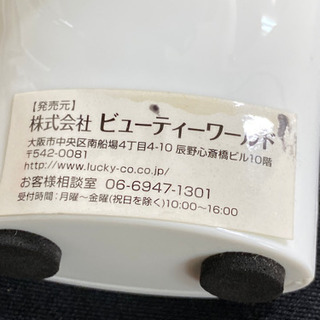 【発売元】
株式会社 ビューティーワールド
大阪市中央区南船場4丁目4-10 辰野心斎橋ビル10階
〒542-0081
http://www.lucky-co.co.jp/
お客様相談室 06-6947-1301
受付時間:月曜~金曜(祝日を除く)10:00~16:00